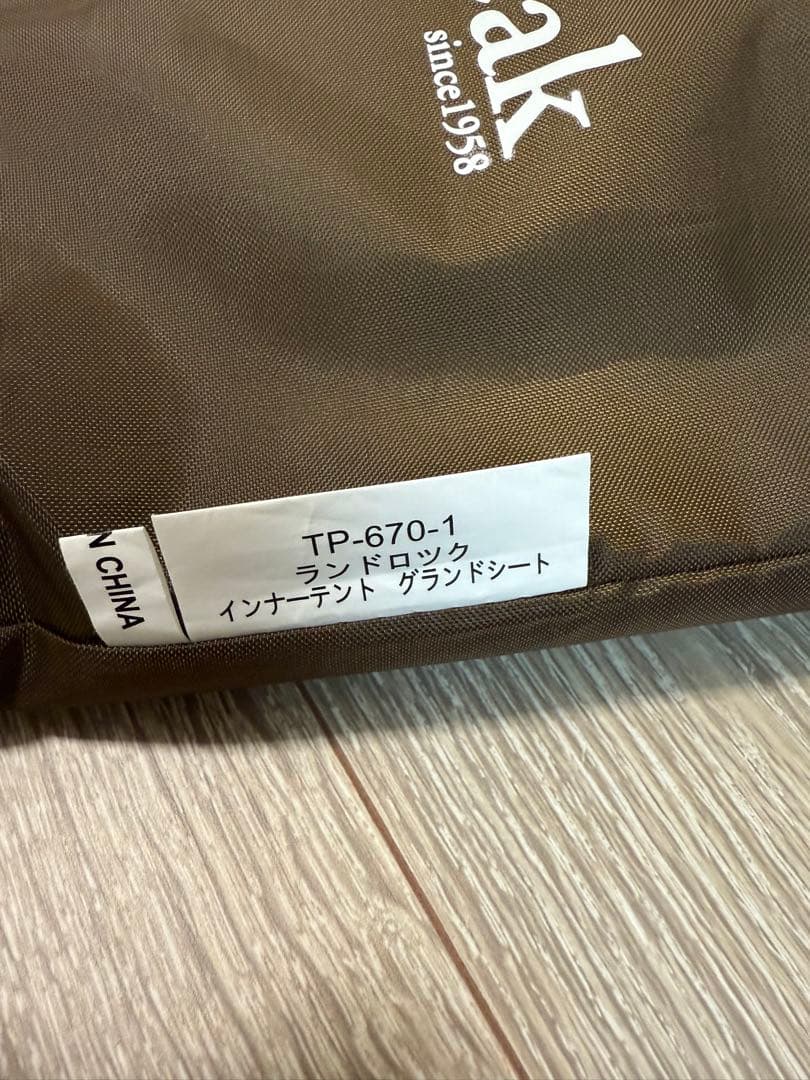 eak
since1958
N CHINA
TP-670-1
ランドロック
インナーテント グランドシート